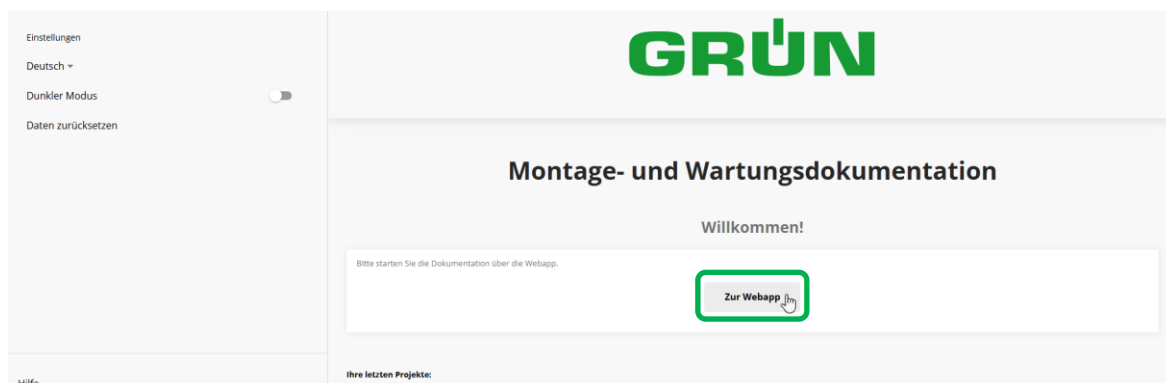 Einstellungen
Deutsch
Dunkler Modus
Daten zurücksetzen
GRÜN
Montage- und Wartungsdokumentation
Willkommen!
Bitte starten Sie die Dokumentation über die Webapp.
Zur Webapp
Ihre letzten Projekte:
Hilfe